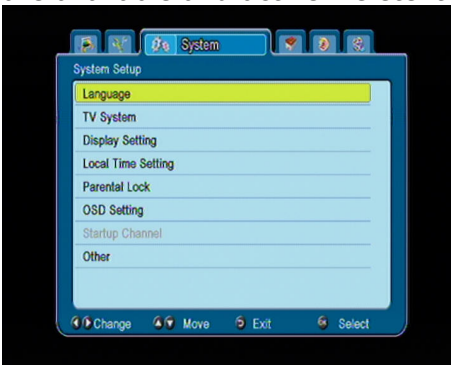 System
System Setup
Language
TV System
Display Setting
Local Time Setting
Parental Lock
OSD Setting
Startup Channel
Other
Change Move Exit Select